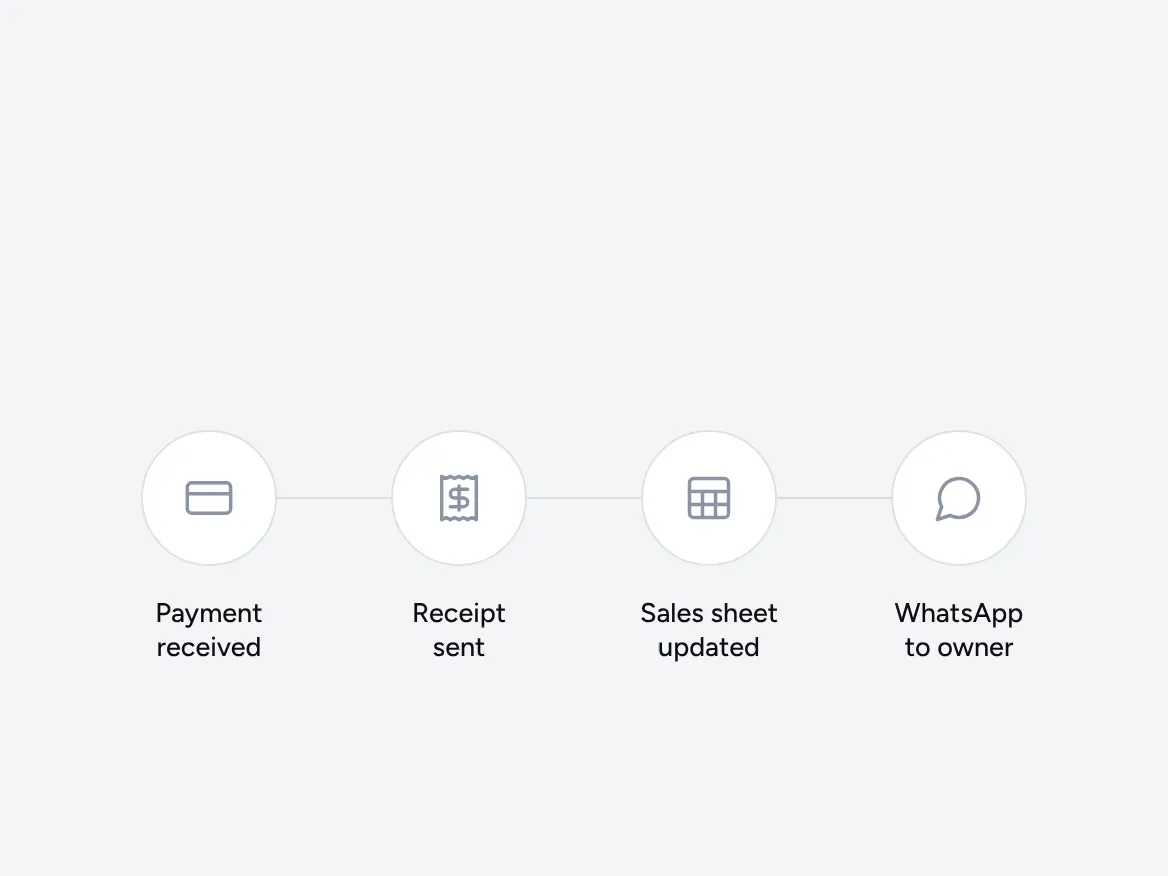 Payment
received
Receipt
sent
Sales sheet
updated
WhatsApp
to owner